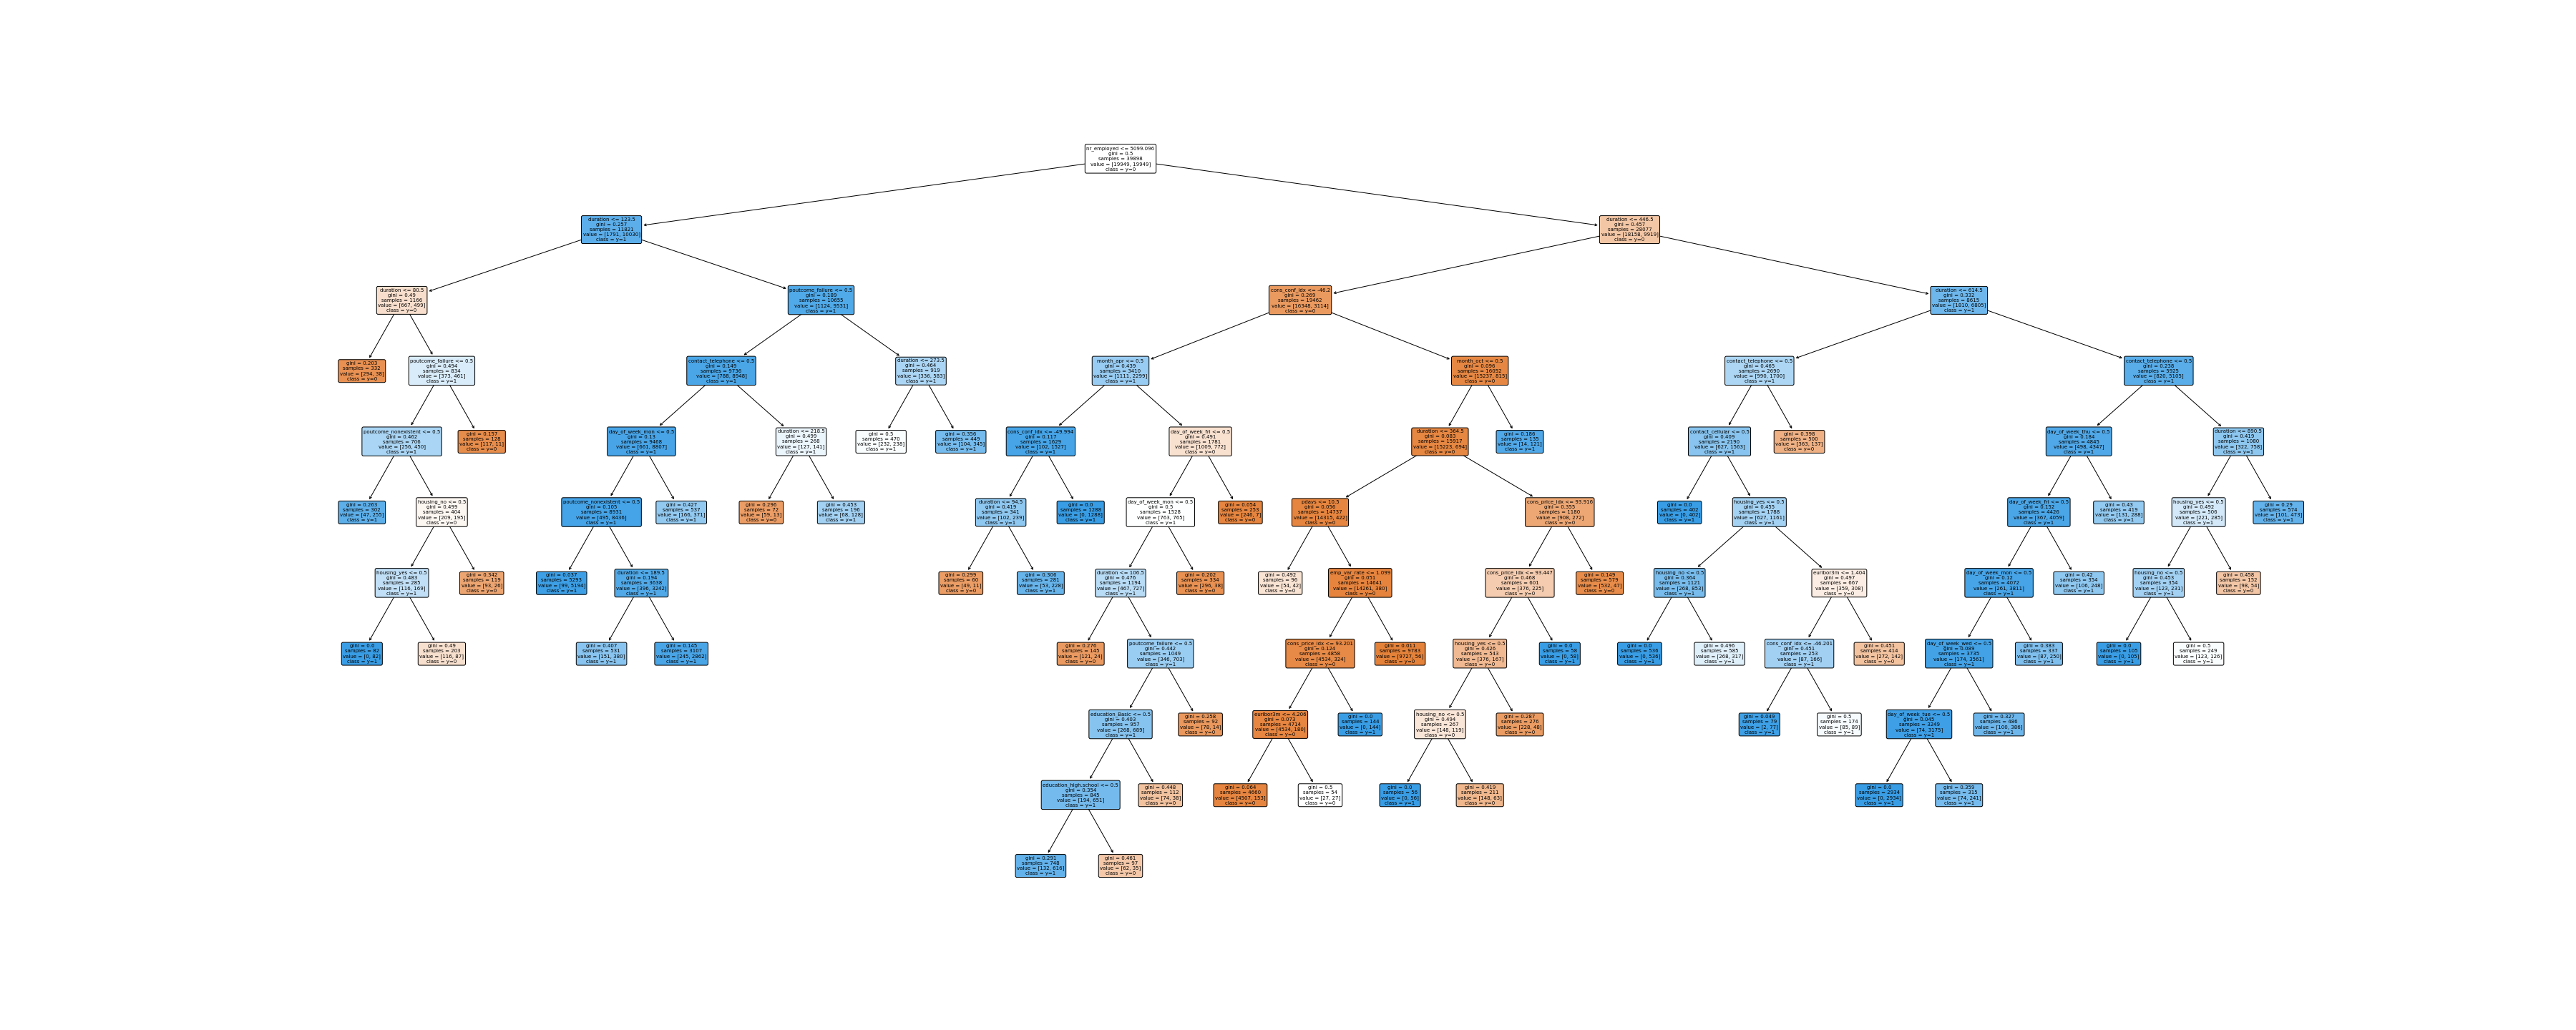 nr_employed <= 5099.096
gini = 0.5
samples = 39898
value = [19949, 19949]
class = y=0
duration <= 123.5
gini = 0.257
samples = 11821
value = [1791, 10030]
class = y=1
duration <= 446.5
gini = 0.457
samples = 28077
value = [18158, 9919]
class = y=0
duration <= 80.5
gini = 0.49
samples = 1166
value = [667, 499]
class = y=0
poutcome_failure <= 0.5
gini = 0.189
samples = 10655
value = [1124, 9531]
class = y=1
cons_conf_idx <= -46.2
gini = 0.269
samples = 19462
value = [16348, 3114]
class = y=0
duration <= 614.5
gini = 0.332
samples = 8615
value = [1810, 6805]
class = y=1
gini = 0.203
samples = 332
value = [294, 38]
class = y=0
poutcome_failure <= 0.5
gini = 0.494
samples = 834
value = [373, 461]
class = y=1
contact_telephone <= 0.5
gini = 0.149
samples = 9736
value = [788, 8948]
class = y=1
duration <= 273.5
gini = 0.464
samples = 919
value = [336, 583]
class = y=1
month_apr <= 0.5
gini = 0.439
samples = 3410
value = [1111, 2299]
class = y=1
month_oct <= 0.5
gini = 0.096
samples = 16052
value = [15237, 815]
class = y=0
contact_telephone <= 0.5
gini = 0.465
samples = 2690
value = [990, 1700]
class = y=1
contact_telephone <= 0.5
gini = 0.238
samples = 5925
value = [820, 5105]
class = y=1
poutcome_nonexistent <= 0.5
gini = 0.462
samples = 706
value = [256, 450]
class = y=1
gini = 0.157
samples = 128
value = [117, 11]
class = y=0
day_of_week_mon <= 0.5
gini = 0.13
samples = 9468
value = [661, 8807]
class = y=1
duration <= 218.5
gini = 0.499
samples = 268
value = [127, 141]
class = y=1
gini = 0.5
samples = 470
value = [232, 238]
class = y=1
gini = 0.356
samples = 449
value = [104, 345]
class = y=1
cons_conf_idx <= -49.994
gini = 0.117
samples = 1629
value = [102, 1527]
class = y=1
day_of_week_fri <= 0.5
gini = 0.491
samples = 1781
value = [1009, 772]
class = y=0
duration <= 364.5
gini = 0.083
samples = 15917
value = [15223, 694]
class = y=0
gini = 0.186
samples = 135
value = [14, 121]
class = y=1
contact_cellular <= 0.5
gini = 0.409
samples = 2190
value = [627, 1563]
class = y=1
gini = 0.398
samples = 500
value = [363, 137]
class = y=0
day_of_week_thu <= 0.5
gini = 0.184
samples = 4845
value = [498, 4347]
class = y=1
duration <= 890.5
gini = 0.419
samples = 1080
value = [322, 758]
class = y=1
gini = 0.263
samples = 302
value = [47, 255]
class = y=1
housing_no <= 0.5
gini = 0.499
samples = 404
value = [209, 195]
class = y=0
poutcome_nonexistent <= 0.5
gini = 0.105
samples = 8931
value = [495, 8436]
class = y=1
gini = 0.427
samples = 537
value = [166, 371]
class = y=1
gini = 0.296
samples = 72
value = [59, 13]
class = y=0
gini = 0.453
samples = 196
value = [68, 128]
class = y=1
duration <= 94.5
gini = 0.419
samples = 341
value = [102, 239]
class = y=1
gini = 0.0
samples = 1288
value = [0, 1288]
class = y=1
day_of_week_mon <= 0.5
gini = 0.5
samples = 1528
value = [763, 765]
class = y=1
gini = 0.054
samples = 253
value = [246, 7]
class = y=0
pdays <= 10.5
gini = 0.056
samples = 14737
value = [14315, 422]
class = y=0
cons_price_idx <= 93.916
gini = 0.355
samples = 1180
value = [908, 272]
class = y=0
gini = 0.0
samples = 402
value = [0, 402]
class = y=1
housing_yes <= 0.5
gini = 0.455
samples = 1788
value = [627, 1161]
class = y=1
day_of_week_fri <= 0.5
gini = 0.152
samples = 4426
value = [367, 4059]
class = y=1
gini = 0.43
samples = 419
value = [131, 288]
class = y=1
housing_yes <= 0.5
gini = 0.492
samples = 506
value = [221, 285]
class = y=1
gini = 0.29
samples = 574
value = [101, 473]
class = y=1
housing_yes <= 0.5
gini = 0.483
samples = 285
value = [116, 169]
class = y=1
gini = 0.342
samples = 119
value = [93, 26]
class = y=0
gini = 0.037
samples = 5293
value = [99, 5194]
class = y=1
duration <= 189.5
gini = 0.194
samples = 3638
value = [396, 3242]
class = y=1
gini = 0.299
samples = 60
value = [49, 11]
class = y=0
gini = 0.306
samples = 281
value = [53, 228]
class = y=1
duration <= 106.5
gini = 0.476
samples = 1194
value = [467, 727]
class = y=1
gini = 0.202
samples = 334
value = [296, 38]
class = y=0
gini = 0.492
samples = 96
value = [54, 42]
class = y=0
emp_var_rate <= 1.099
gini = 0.051
samples = 14641
value = [14261, 380]
class = y=0
cons_price_idx <= 93.447
gini = 0.468
samples = 601
value = [376, 225]
class = y=0
gini = 0.149
samples = 579
value = [532, 47]
class = y=0
housing_no <= 0.5
gini = 0.364
samples = 1121
value = [268, 853]
class = y=1
euribor3m <= 1.404
gini = 0.497
samples = 667
value = [359, 308]
class = y=0
day_of_week_mon <= 0.5
gini = 0.12
samples = 4072
value = [261, 3811]
class = y=1
gini = 0.42
samples = 354
value = [106, 248]
class = y=1
housing_no <= 0.5
gini = 0.453
samples = 354
value = [123, 231]
class = y=1
gini = 0.458
samples = 152
value = [98, 54]
class = y=0
gini = 0.0
samples = 82
value = [0, 82]
class = y=1
gini = 0.49
samples = 203
value = [116, 87]
class = y=0
gini = 0.407
samples = 531
value = [151, 380]
class = y=1
gini = 0.145
samples = 3107
value = [245, 2862]
class = y=1
gini = 0.276
samples = 145
value = [121, 24]
class = y=0
poutcome_failure <= 0.5
gini = 0.442
samples = 1049
value = [346, 703]
class = y=1
cons_price_idx <= 93.201
gini = 0.124
samples = 4858
value = [4534, 324]
class = y=0
gini = 0.011
samples = 9783
value = [9727, 56]
class = y=0
housing_yes <= 0.5
gini = 0.426
samples = 543
value = [376, 167]
class = y=0
gini = 0.0
samples = 58
value = [0, 58]
class = y=1
gini = 0.0
samples = 536
value = [0, 536]
class = y=1
gini = 0.496
samples = 585
value = [268, 317]
class = y=1
cons_conf_idx <= -46.201
gini = 0.451
samples = 253
value = [87, 166]
class = y=1
gini = 0.451
samples = 414
value = [272, 142]
class = y=0
day_of_week_wed <= 0.5
gini = 0.089
samples = 3735
value = [174, 3561]
class = y=1
gini = 0.383
samples = 337
value = [87, 250]
class = y=1
gini = 0.0
samples = 105
value = [0, 105]
class = y=1
gini = 0.5
samples = 249
value = [123, 126]
class = y=1
education_Basic <= 0.5
gini = 0.403
samples = 957
value = [268, 689]
class = y=1
gini = 0.258
samples = 92
value = [78, 14]
class = y=0
euribor3m <= 4.206
gini = 0.073
samples = 4714
value = [4534, 180]
class = y=0
gini = 0.0
samples = 144
value = [0, 144]
class = y=1
housing_no <= 0.5
gini = 0.494
samples = 267
value = [148, 119]
class = y=0
gini = 0.287
samples = 276
value = [228, 48]
class = y=0
gini = 0.049
samples = 79
value = [2, 77]
class = y=1
gini = 0.5
samples = 174
value = [85, 89]
class = y=1
day_of_week_tue <= 0.5
gini = 0.045
samples = 3249
value = [74, 3175]
class = y=1
gini = 0.327
samples = 486
value = [100, 386]
class = y=1
education_high.school <= 0.5
gini = 0.354
samples = 845
value = [194, 651]
class = y=1
gini = 0.448
samples = 112
value = [74, 38]
class = y=0
gini = 0.064
samples = 4660
value = [4507, 153]
class = y=0
gini = 0.5
samples = 54
value = [27, 27]
class = y=0
gini = 0.0
samples = 56
value = [0, 56]
class = y=1
gini = 0.419
samples = 211
value = [148, 63]
class = y=0
gini = 0.0
samples = 2934
value = [0, 2934]
class = y=1
gini = 0.359
samples = 315
value = [74, 241]
class = y=1
gini = 0.291
samples = 748
value = [132, 616]
class = y=1
gini = 0.461
samples = 97
value = [62, 35]
class = y=0